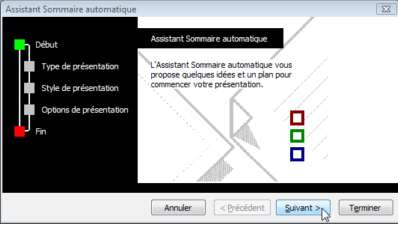 Assistant Sommaire automatique
Début
Type de présentation
Style de présentation
Options de présentation
Fin
Assistant Sommaire automatique
L'Assistant Sommaire automatique vous
propose quelques idées et un plan pour
commencer votre présentation.
Annuler
< Précédent
Suivant >
Terminer